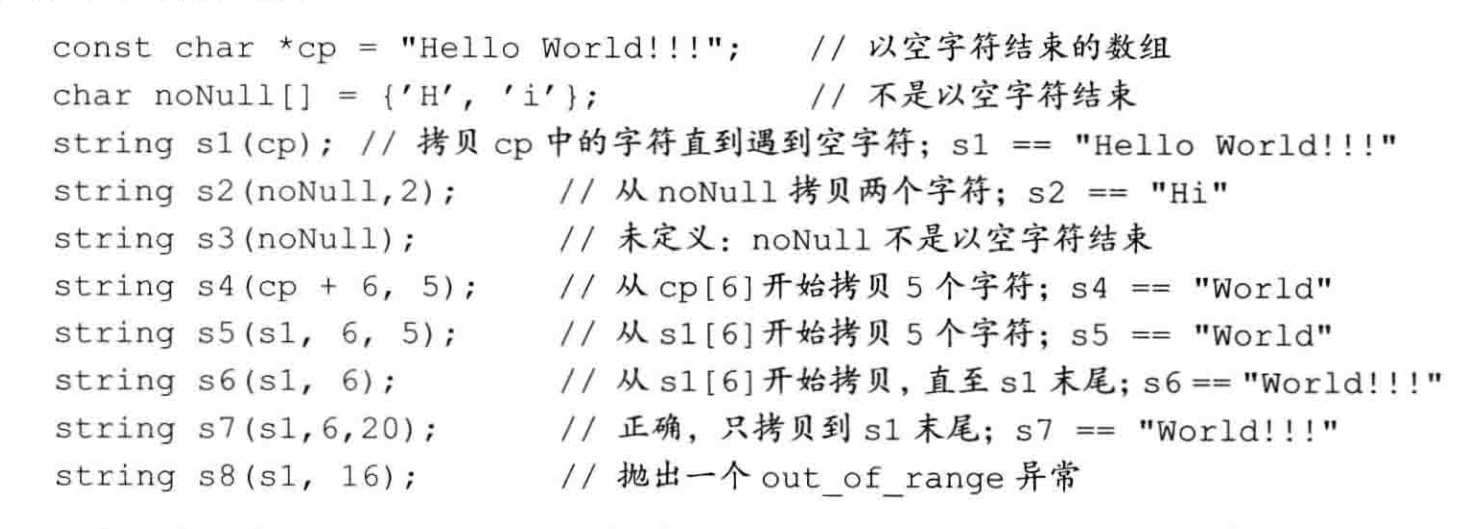 const char *cp = "Hello World!!!"; // 以空字符结束的数组
char noNull[] = {'H', 'i'}; // 不是以空字符结束
string s1(cp); // 拷贝 cp 中的字符直到遇到空字符; s1 == "Hello World!!!"
string s2(noNull,2); // 从 noNull 拷贝两个字符; s2 == "Hi"
string s3(noNull); // 未定义: noNull 不是以空字符结束
string s4(cp + 6, 5); // 从 cp[6]开始拷贝 5 个字符; s4 == "World"
string s5(s1, 6, 5); // 从 s1[6]开始拷贝 5 个字符; s5 == "World"
string s6(s1, 6); // 从 s1[6]开始拷贝, 直至 s1 末尾; s6 == "World!!!"
string s7(s1,6,20); // 正确, 只拷贝到 s1 末尾; s7 == "World!!!"
string s8(s1, 16); // 抛出一个 out_of_range 异常